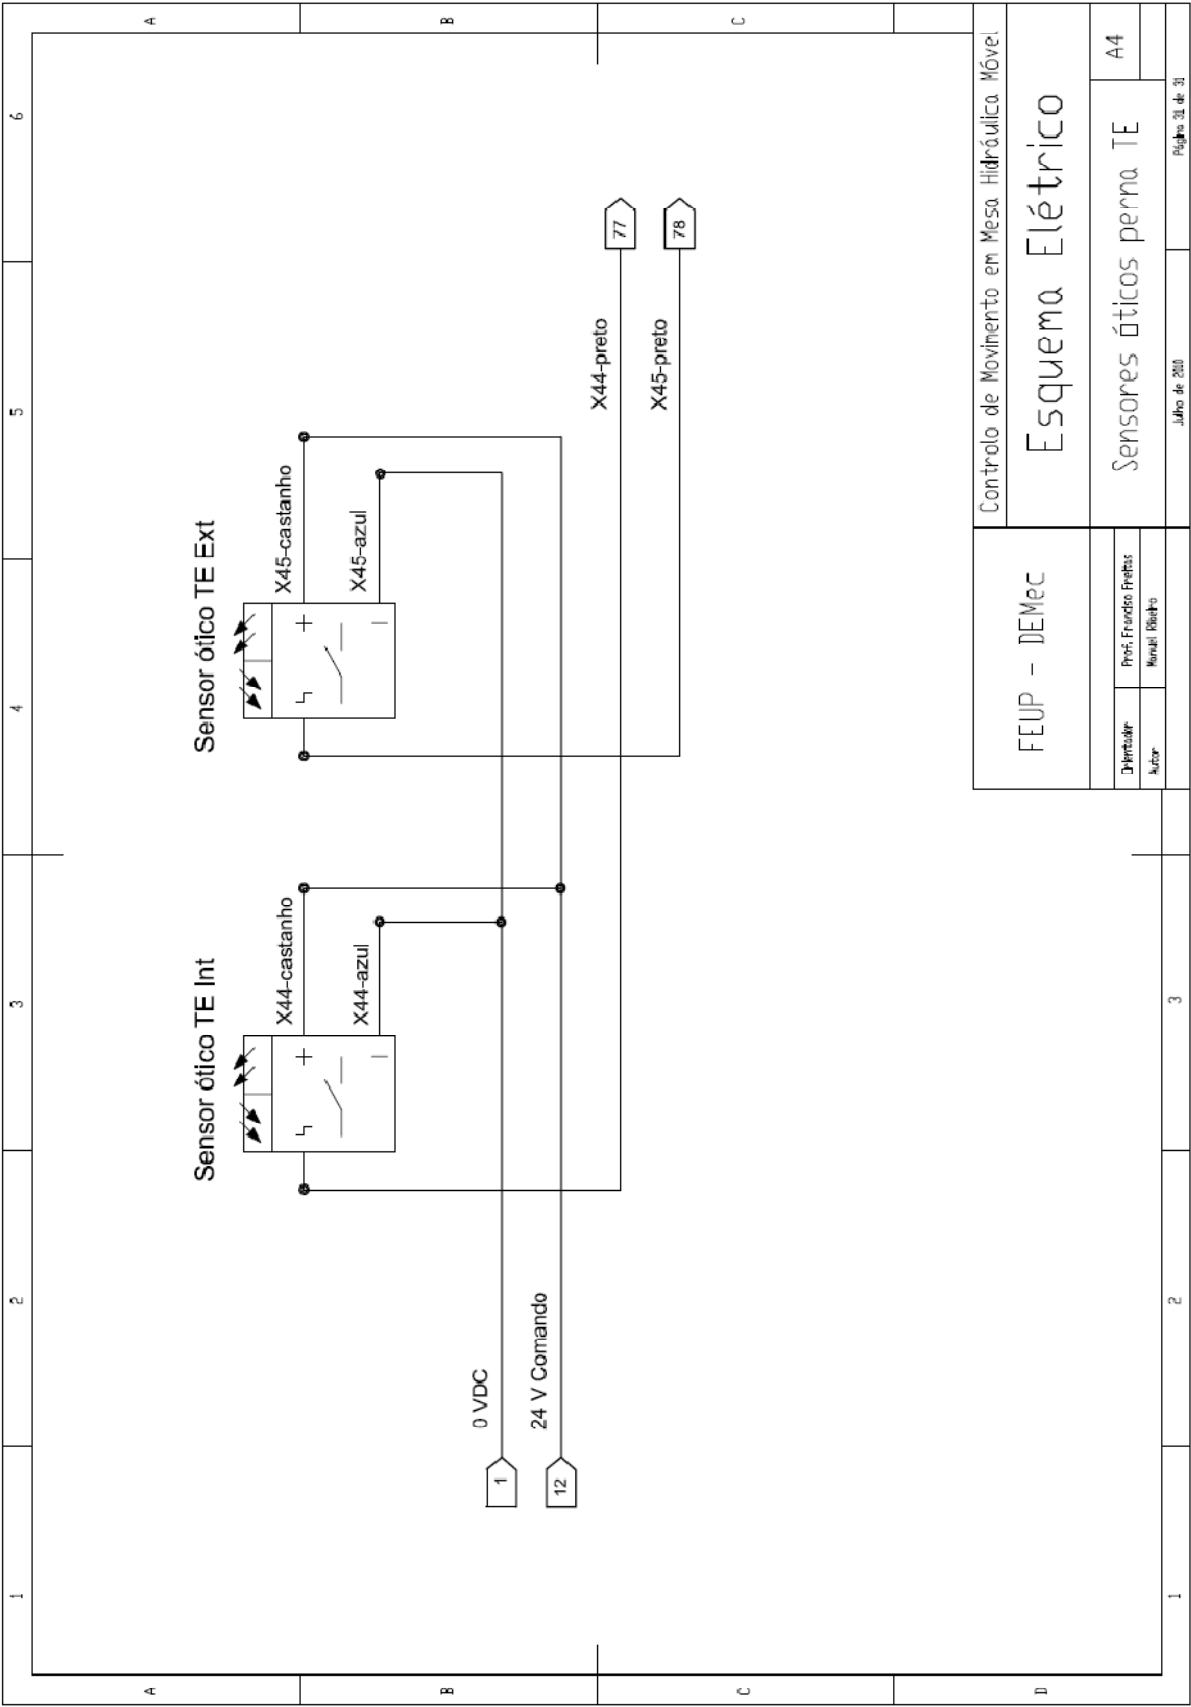 1 2 3 4 5 6
A
Sensor ótico TE Int
Sensor ótico TE Ext
X44-castanho
X45-castanho
X44-azul
X45-azul
A
B
0 VDC
1
24 V Comando
12
B
X44-preto
77
X45-preto
78
C
C
FEUP - DEMec
Controlo de Movimento em Mesa Hidráulica Móvel
Esquema Elétrico
Orientador Prof. Francisco Freitas
Autor Manuel Ribeiro
Sensores óticos perna TE
A4
D
1 2 3
Julho de 2010
Página 31 de 31